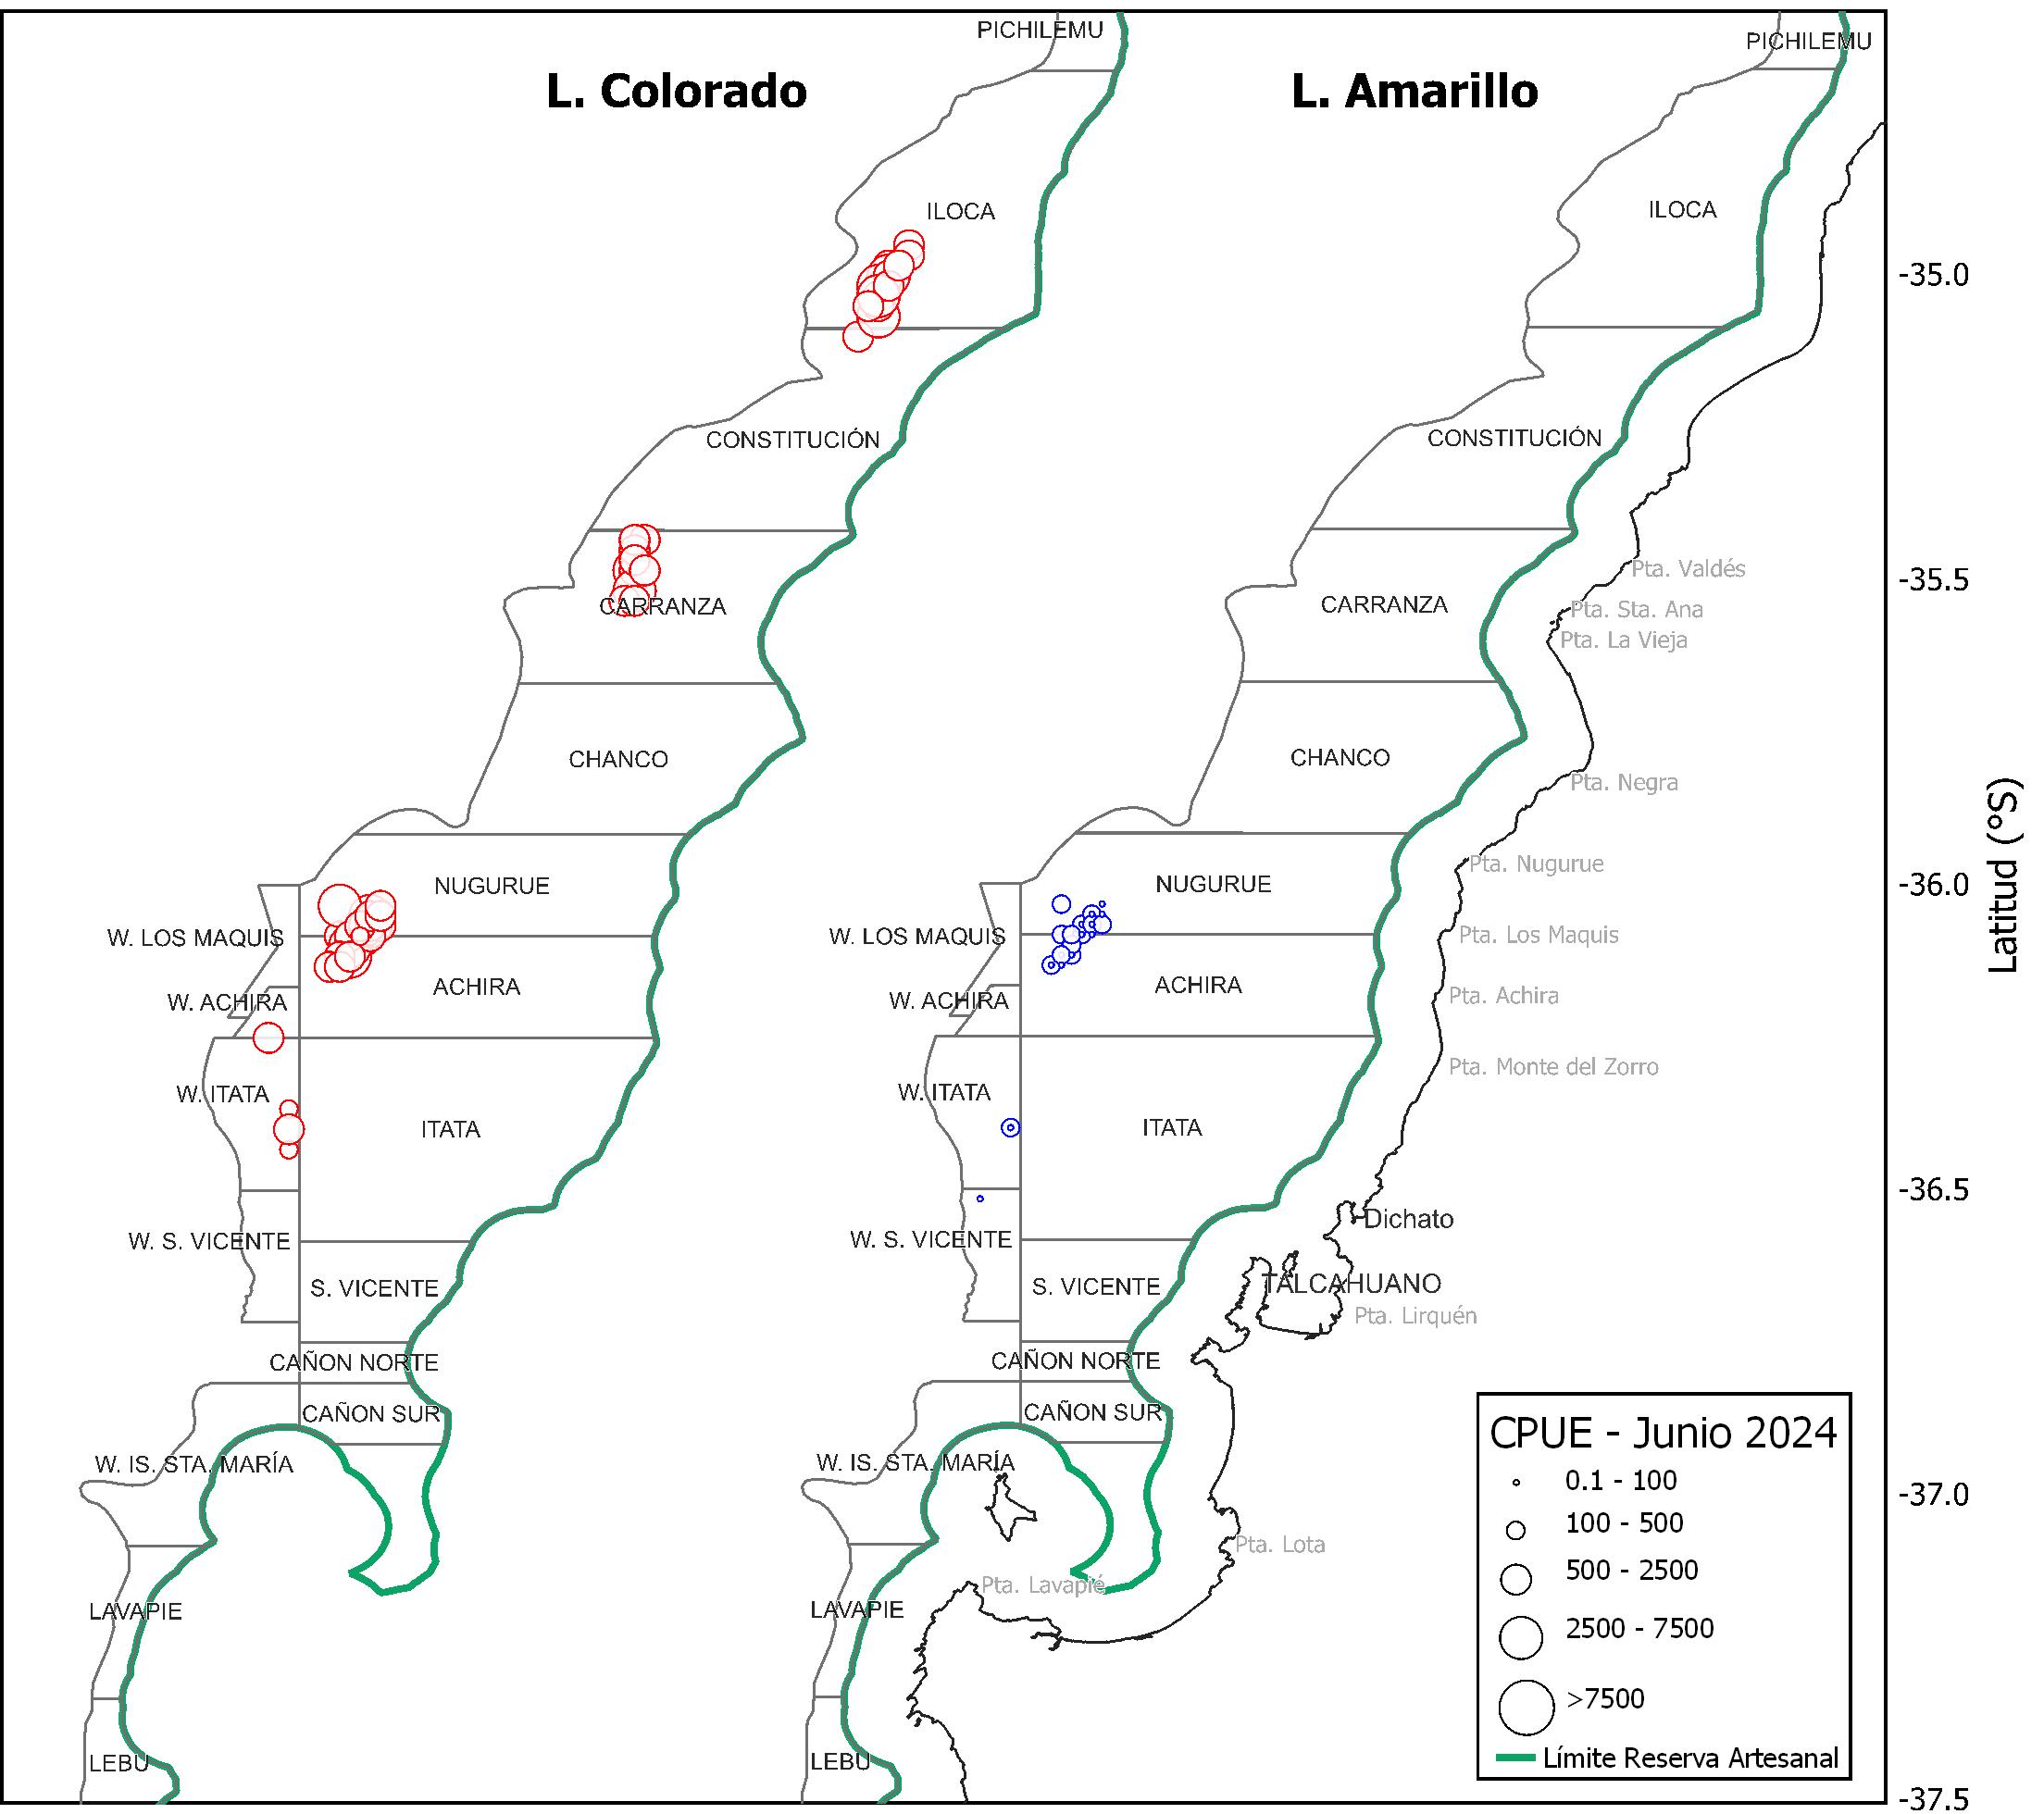 PICHILEMU
PICHILEMU
L. Colorado
L. Amarillo
ILOCA
ILOCA
-35.0
CONSTITUCIÓN
CONSTITUCIÓN
Pta. Valdés
-35.5
CARRANZA
CARRANZA
Pta. Sta. Ana
Pta. La Vieja
CHANCO
CHANCO
Pta. Negra
Latitud (°S)
Pta. Nugurue
NUGURUE
NUGURUE
-36.0
W. LOS MAQUIS
W. LOS MAQUIS
Pta. Los Maquis
ACHIRA
ACHIRA
Pta. Achira
W. ACHIRA
W. ACHIRA
Pta. Monte del Zorro
W. ITATA
W. ITATA
ITATA
ITATA
-36.5
Dichato
W. S. VICENTE
W. S. VICENTE
S. VICENTE
S. VICENTE
TALCAHUANO
Pta. Lirquén
CAÑON NORTE
CAÑON NORTE
CAÑON SUR
CAÑON SUR
W. IS. STA. MARÍA
W. IS. STA. MARÍA
-37.0
Pta. Lota
Pta. Lavapié
LAVAPIE
LAVAPIE
LEBU
LEBU
-37.5
CPUE - Junio 2024
0.1 - 100
100 - 500
500 - 2500
2500 - 7500
>7500
Límite Reserva Artesanal